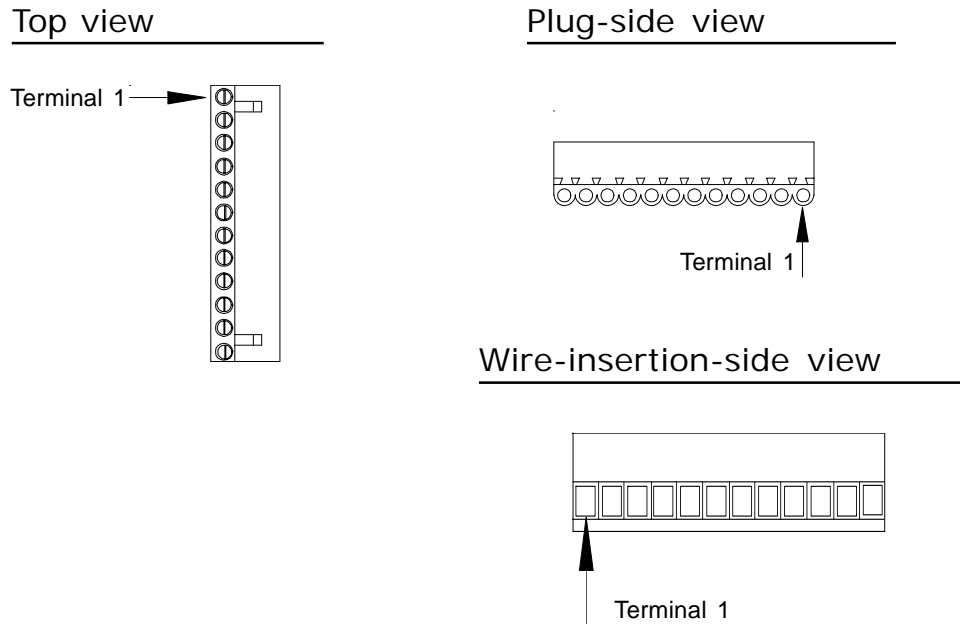 Top view
Plug-side view
Terminal 1
Terminal 1
Wire-insertion-side view
Terminal 1